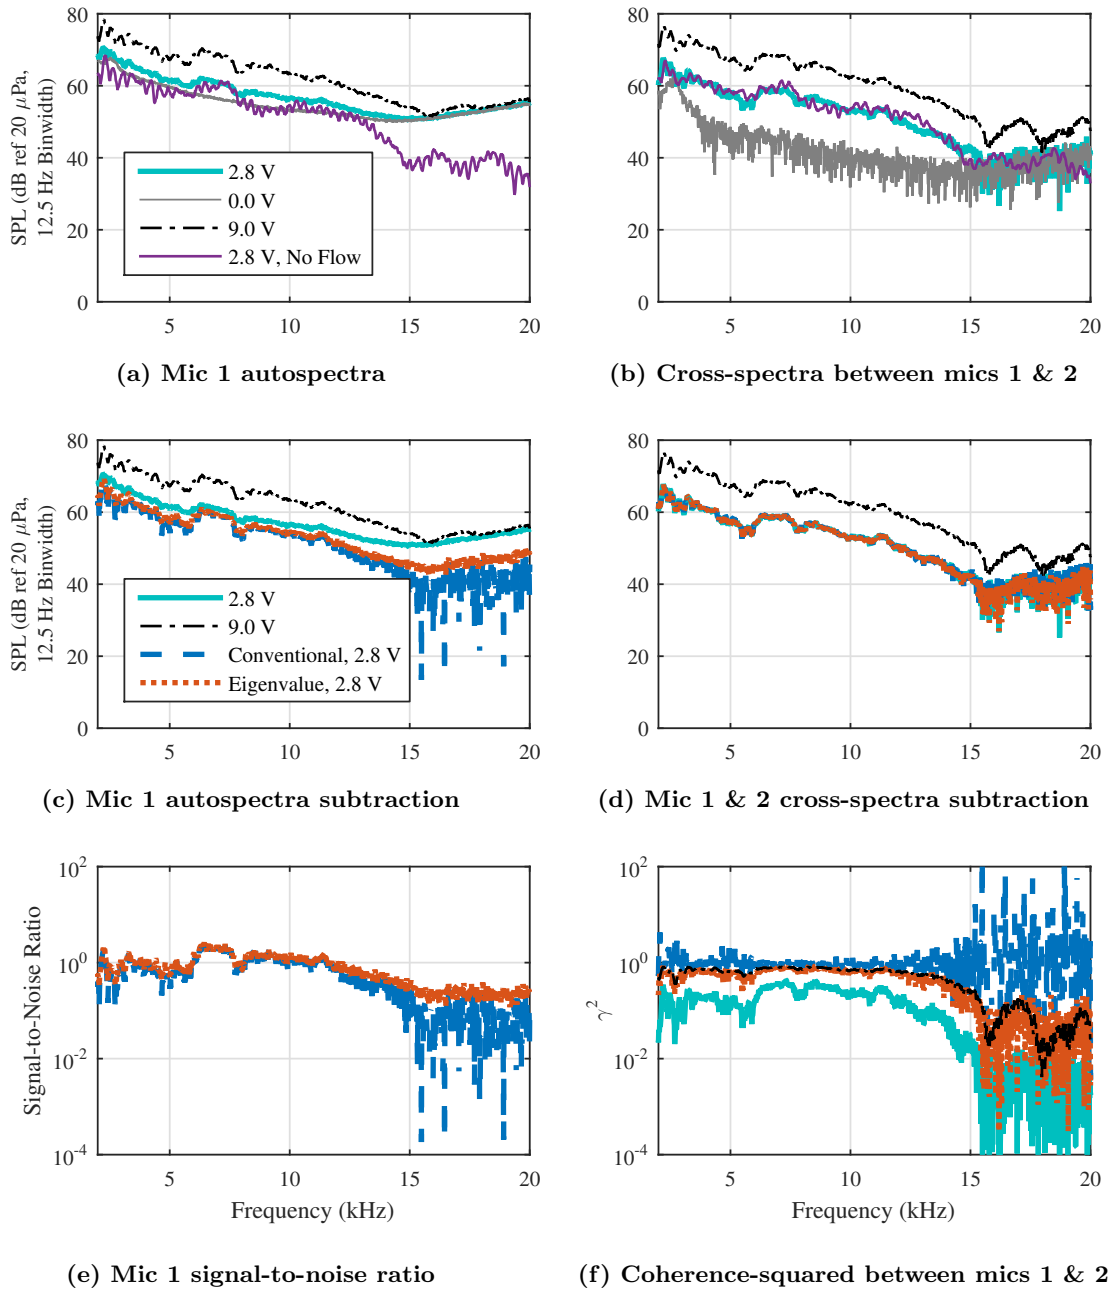 80
60
40
20
0
SPL (dB ref 20 μPa,
12.5 Hz Binwidth)
2.8 V
0.0 V
9.0 V
2.8 V, No Flow
5 10 15 20
(a) Mic 1 autospectra
80
60
40
20
0
5 10 15 20
(b) Cross-spectra between mics 1 & 2
80
60
40
20
0
SPL (dB ref 20 μPa,
12.5 Hz Binwidth)
2.8 V
9.0 V
Conventional, 2.8 V
Eigenvalue, 2.8 V
5 10 15 20
(c) Mic 1 autospectra subtraction
80
60
40
20
0
5 10 15 20
(d) Mic 1 & 2 cross-spectra subtraction
10^2
10^0
10^-2
10^-4
Signal-to-Noise Ratio
5 10 15 20
Frequency (kHz)
(e) Mic 1 signal-to-noise ratio
10^2
10^0
10^-2
10^-4
γ^2
5 10 15 20
Frequency (kHz)
(f) Coherence-squared between mics 1 & 2